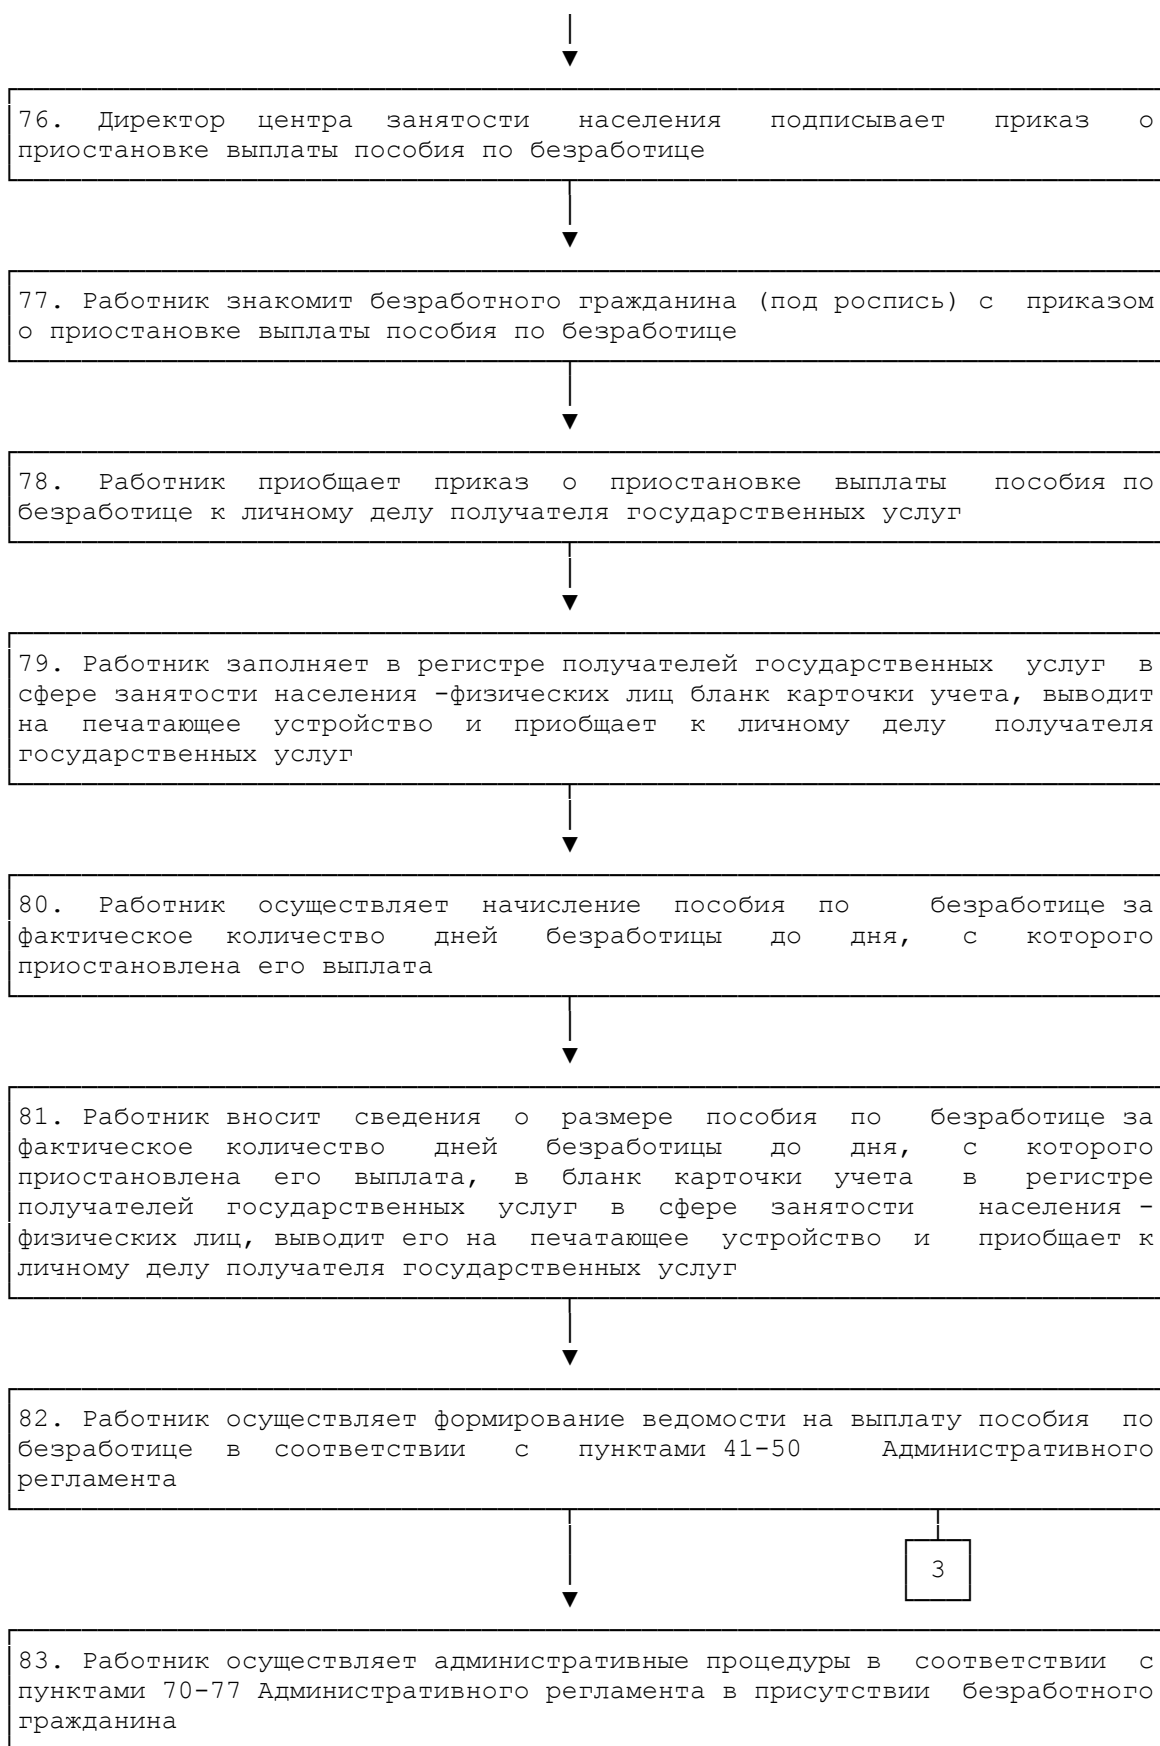 76. Директор центра занятости населения подписывает приказ о
приостановке выплаты пособия по безработице
77. Работник знакомит безработного гражданина (под роспись) с приказом
о приостановке выплаты пособия по безработице
78. Работник приобщает приказ о приостановке выплаты пособия по
безработице к личному делу получателя государственных услуг
79. Работник заполняет в регистре получателей государственных услуг в
сфере занятости населения -физических лиц бланк карточки учета, выводит
на печатающее устройство и приобщает к личному делу получателя
государственных услуг
80. Работник осуществляет начисление пособия по безработице за
фактическое количество дней безработицы до дня, с которого
приостановлена его выплата
81. Работник вносит сведения о размере пособия по безработице за
фактическое количество дней безработицы до дня, с которого
приостановлена его выплата, в бланк карточки учета в регистре
получателей государственных услуг в сфере занятости населения -
физических лиц, выводит его на печатающее устройство и приобщает к
личному делу получателя государственных услуг
82. Работник осуществляет формирование ведомости на выплату пособия по
безработице в соответствии с пунктами 41-50 Административного
регламента
3
83. Работник осуществляет административные процедуры в соответствии с
пунктами 70-77 Административного регламента в присутствии безработного
гражданина